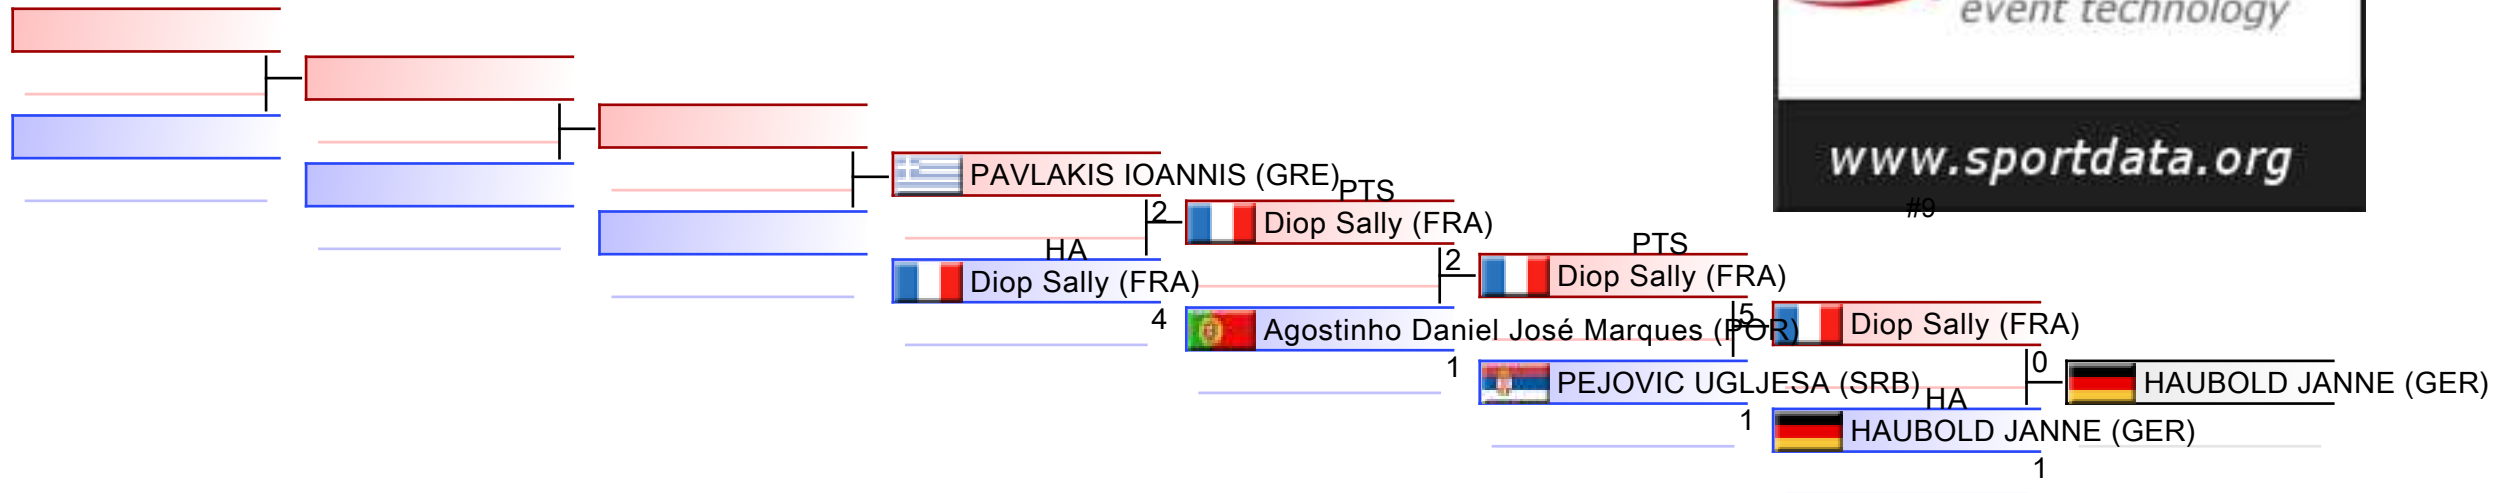 event technology
www.sportdata.org
#9
PAVLAKIS IOANNIS (GRE)
2
HA
Diop Sally (FRA)
4
PTS
Diop Sally (FRA)
2
Agostinho Daniel José Marques (POR)
1
PTS
Diop Sally (FRA)
5
PEJOVIC UGLJESA (SRB)
1
Diop Sally (FRA)
0
HA
HAUBOLD JANNE (GER)
1
HAUBOLD JANNE (GER)